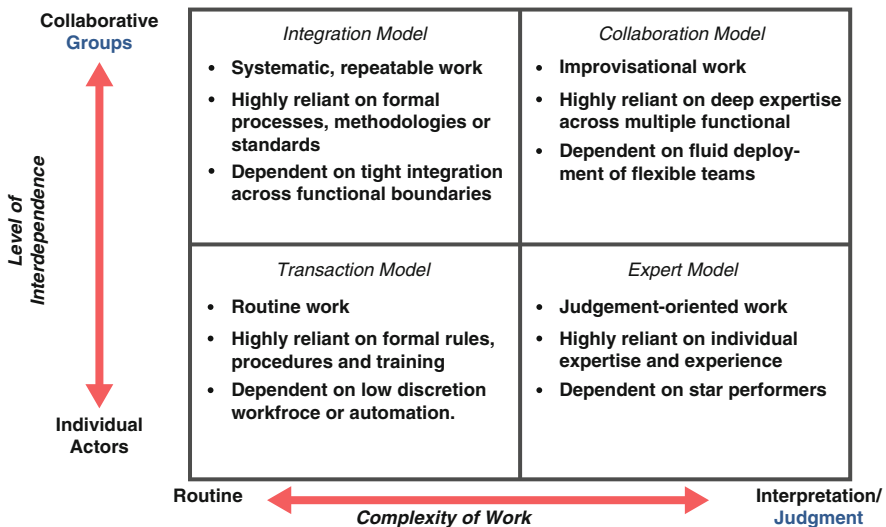 Collaborative
Groups
Level of
Interdependence
Individual
Actors
Integration Model
• Systematic, repeatable work
• Highly reliant on formal
processes, methodologies or
standards
• Dependent on tight integration
across functional boundaries
Collaboration Model
• Improvisational work
• Highly reliant on deep expertise
across multiple functional
• Dependent on fluid deploy-
ment of flexible teams
Transaction Model
• Routine work
• Highly reliant on formal rules,
procedures and training
• Dependent on low discretion
workfroce or automation.
Expert Model
• Judgement-oriented work
• Highly reliant on individual
expertise and experience
• Dependent on star performers
Routine
Complexity of Work
Interpretation/
Judgment